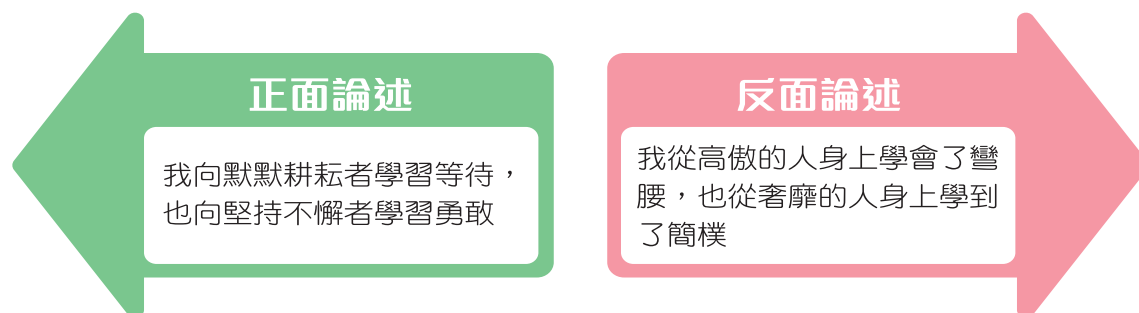 正面論述
我向默默耕耘者學習等待，
也向堅持不懈者學習勇敢
反面論述
我從高傲的人身上學會了彎
腰，也從奢靡的人身上學到
了簡樸